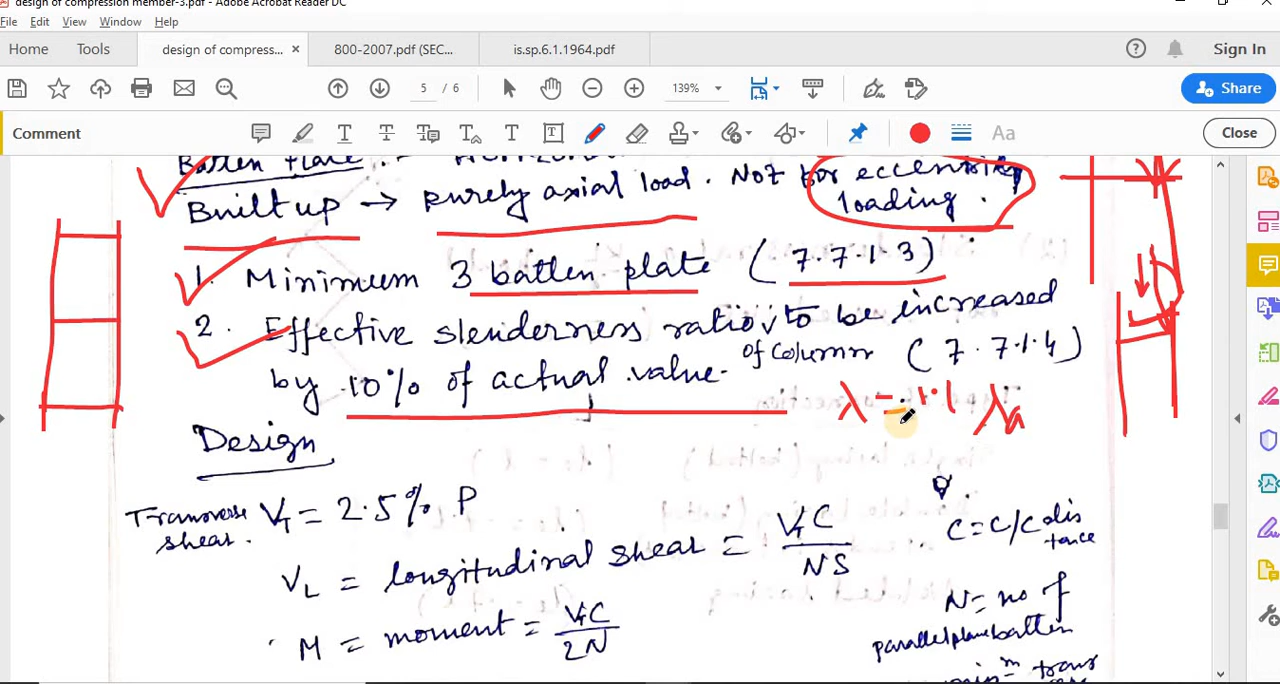 design of compression member-3.pdf - Adobe Acrobat Reader DC
File Edit View Window Help
Home Tools design of compress... × 800-2007.pdf (SEC... is.sp.6.1.1964.pdf Sign In
5 / 6 139% Share
Comment Aa Close
Batten Plate :-
Built up → purely axial load. Not for eccentric
loading.
1. Minimum 3 batten plate (7.7.1.3)
2. Effective slenderness ratio, to be increased
of column (7.7.1.4)
by 10% of actual value.
λ = 1.1 λa
Design
Transverse shear. VT = 2.5% P
C = C/C distance
VL = longitudinal shear = VTC / NS
N = no of
parallel plane batten
M = moment = VTC / 2N